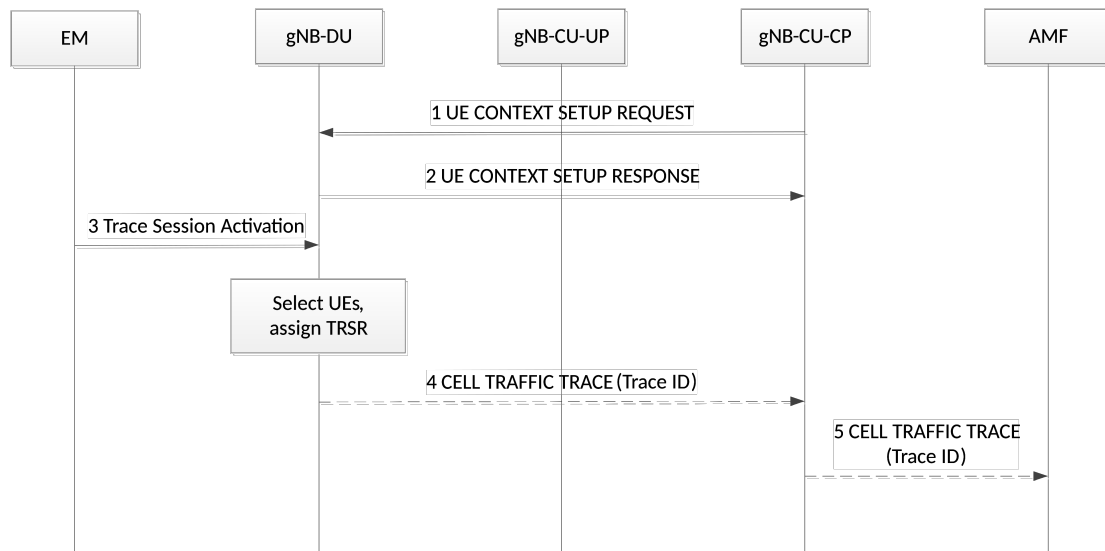 EM
gNB-DU
gNB-CU-UP
gNB-CU-CP
AMF
1 UE CONTEXT SETUP REQUEST
2 UE CONTEXT SETUP RESPONSE
3 Trace Session Activation
Select UEs,
assign TRSR
4 CELL TRAFFIC TRACE (Trace ID)
5 CELL TRAFFIC TRACE
(Trace ID)